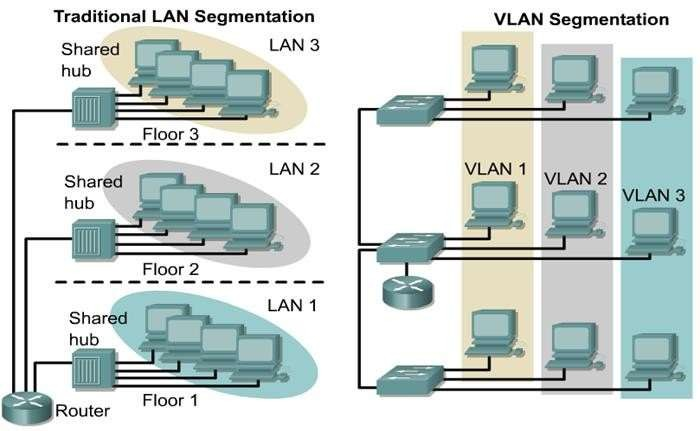 Traditional LAN Segmentation
Shared
hub
LAN 3
Floor 3
Shared
hub
LAN 2
Floor 2
Shared
hub
LAN 1
Floor 1
Router
VLAN Segmentation
VLAN 1
VLAN 2
VLAN 3